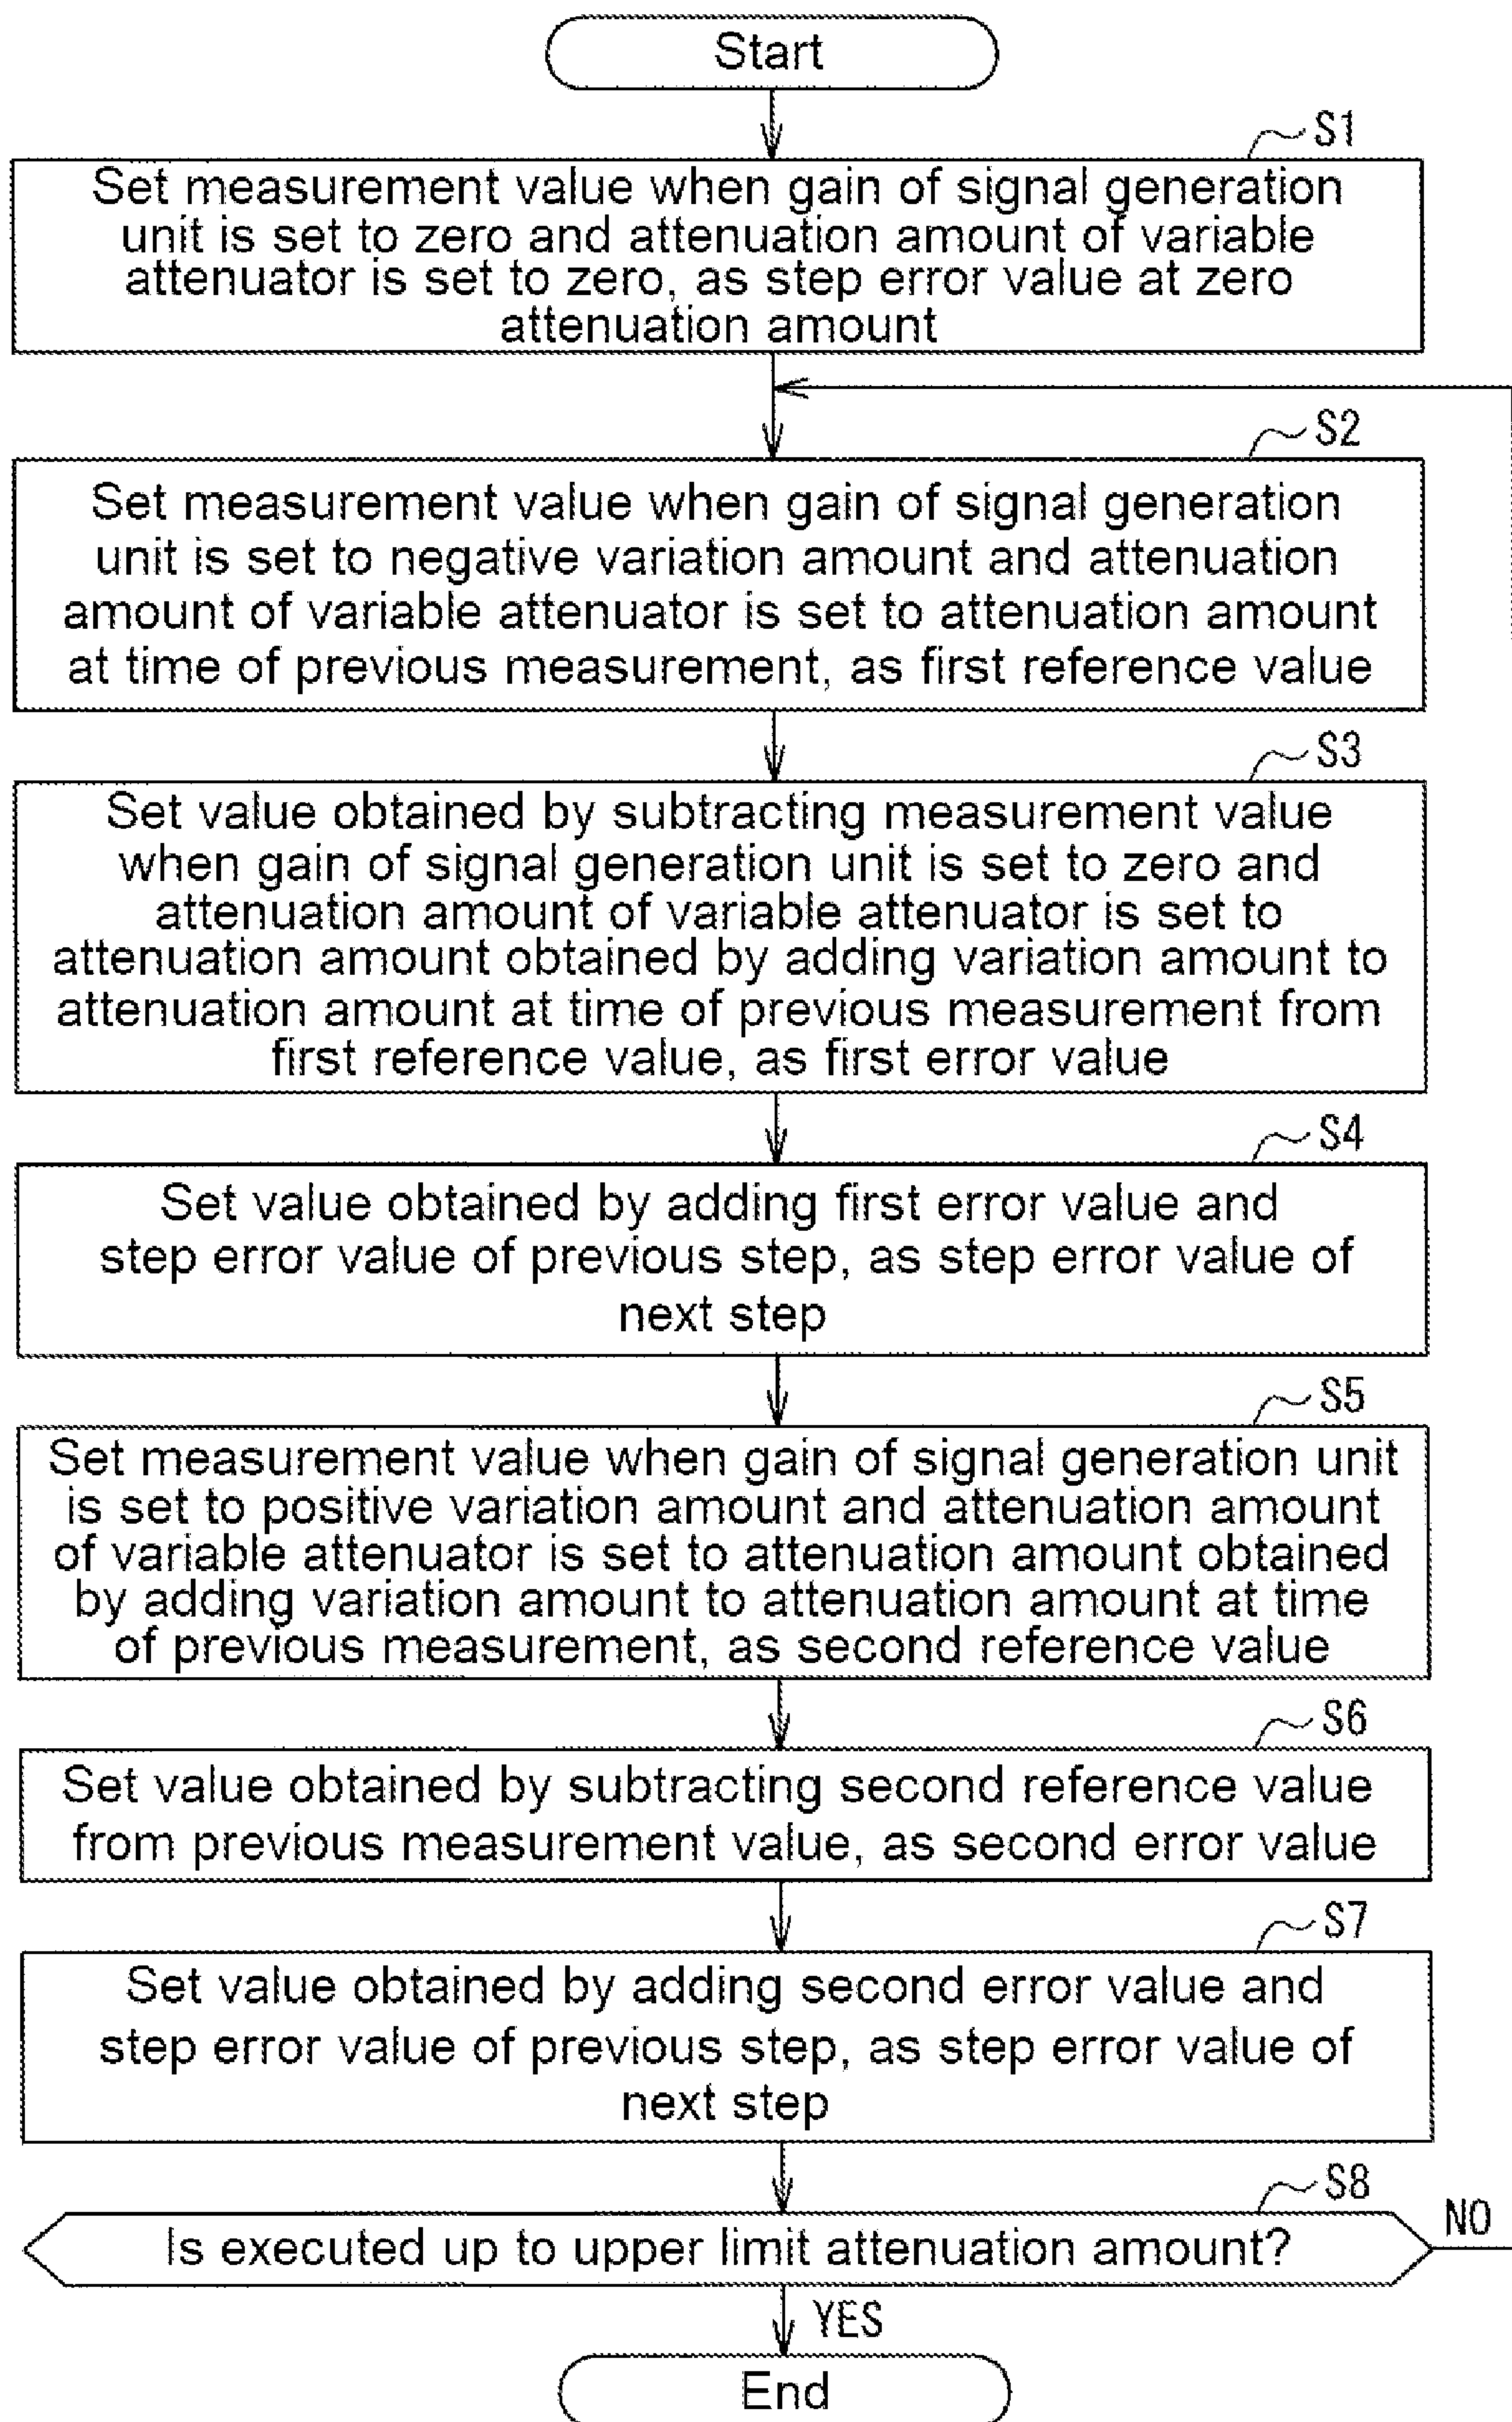 Start
S1
Set measurement value when gain of signal generation
unit is set to zero and attenuation amount of variable
attenuator is set to zero, as step error value at zero
attenuation amount
S2
Set measurement value when gain of signal generation
unit is set to negative variation amount and attenuation
amount of variable attenuator is set to attenuation amount
at time of previous measurement, as first reference value
S3
Set value obtained by subtracting measurement value
when gain of signal generation unit is set to zero and
attenuation amount of variable attenuator is set to
attenuation amount obtained by adding variation amount to
attenuation amount at time of previous measurement from
first reference value, as first error value
S4
Set value obtained by adding first error value and
step error value of previous step, as step error value of
next step
S5
Set measurement value when gain of signal generation unit
is set to positive variation amount and attenuation amount
of variable attenuator is set to attenuation amount obtained
by adding variation amount to attenuation amount at time
of previous measurement, as second reference value
S6
Set value obtained by subtracting second reference value
from previous measurement value, as second error value
S7
Set value obtained by adding second error value and
step error value of previous step, as step error value of
next step
S8
Is executed up to upper limit attenuation amount?
NO
YES
End